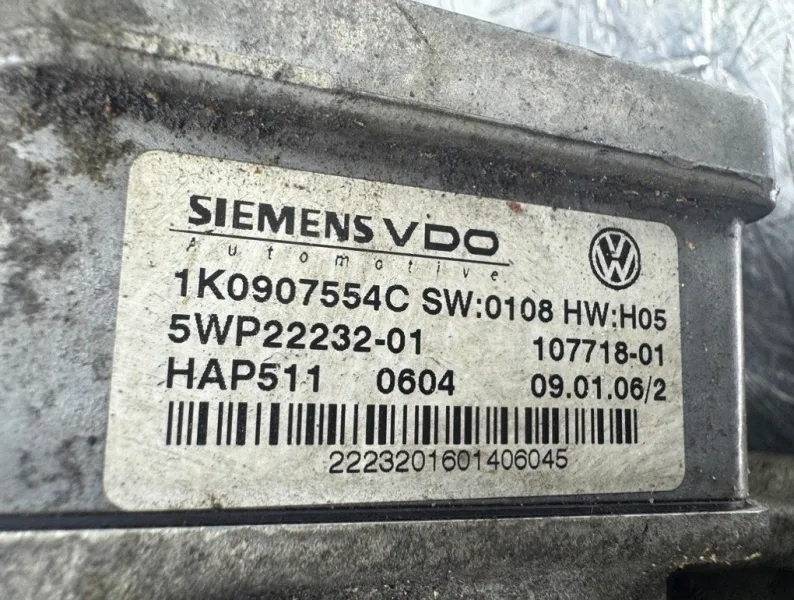 SIEMENS VDO
Automotive
1K0907554C SW:0108 HW:H05
5WP22232-01 107718-01
HAP511 0604 09.01.06/2
2223201601406045